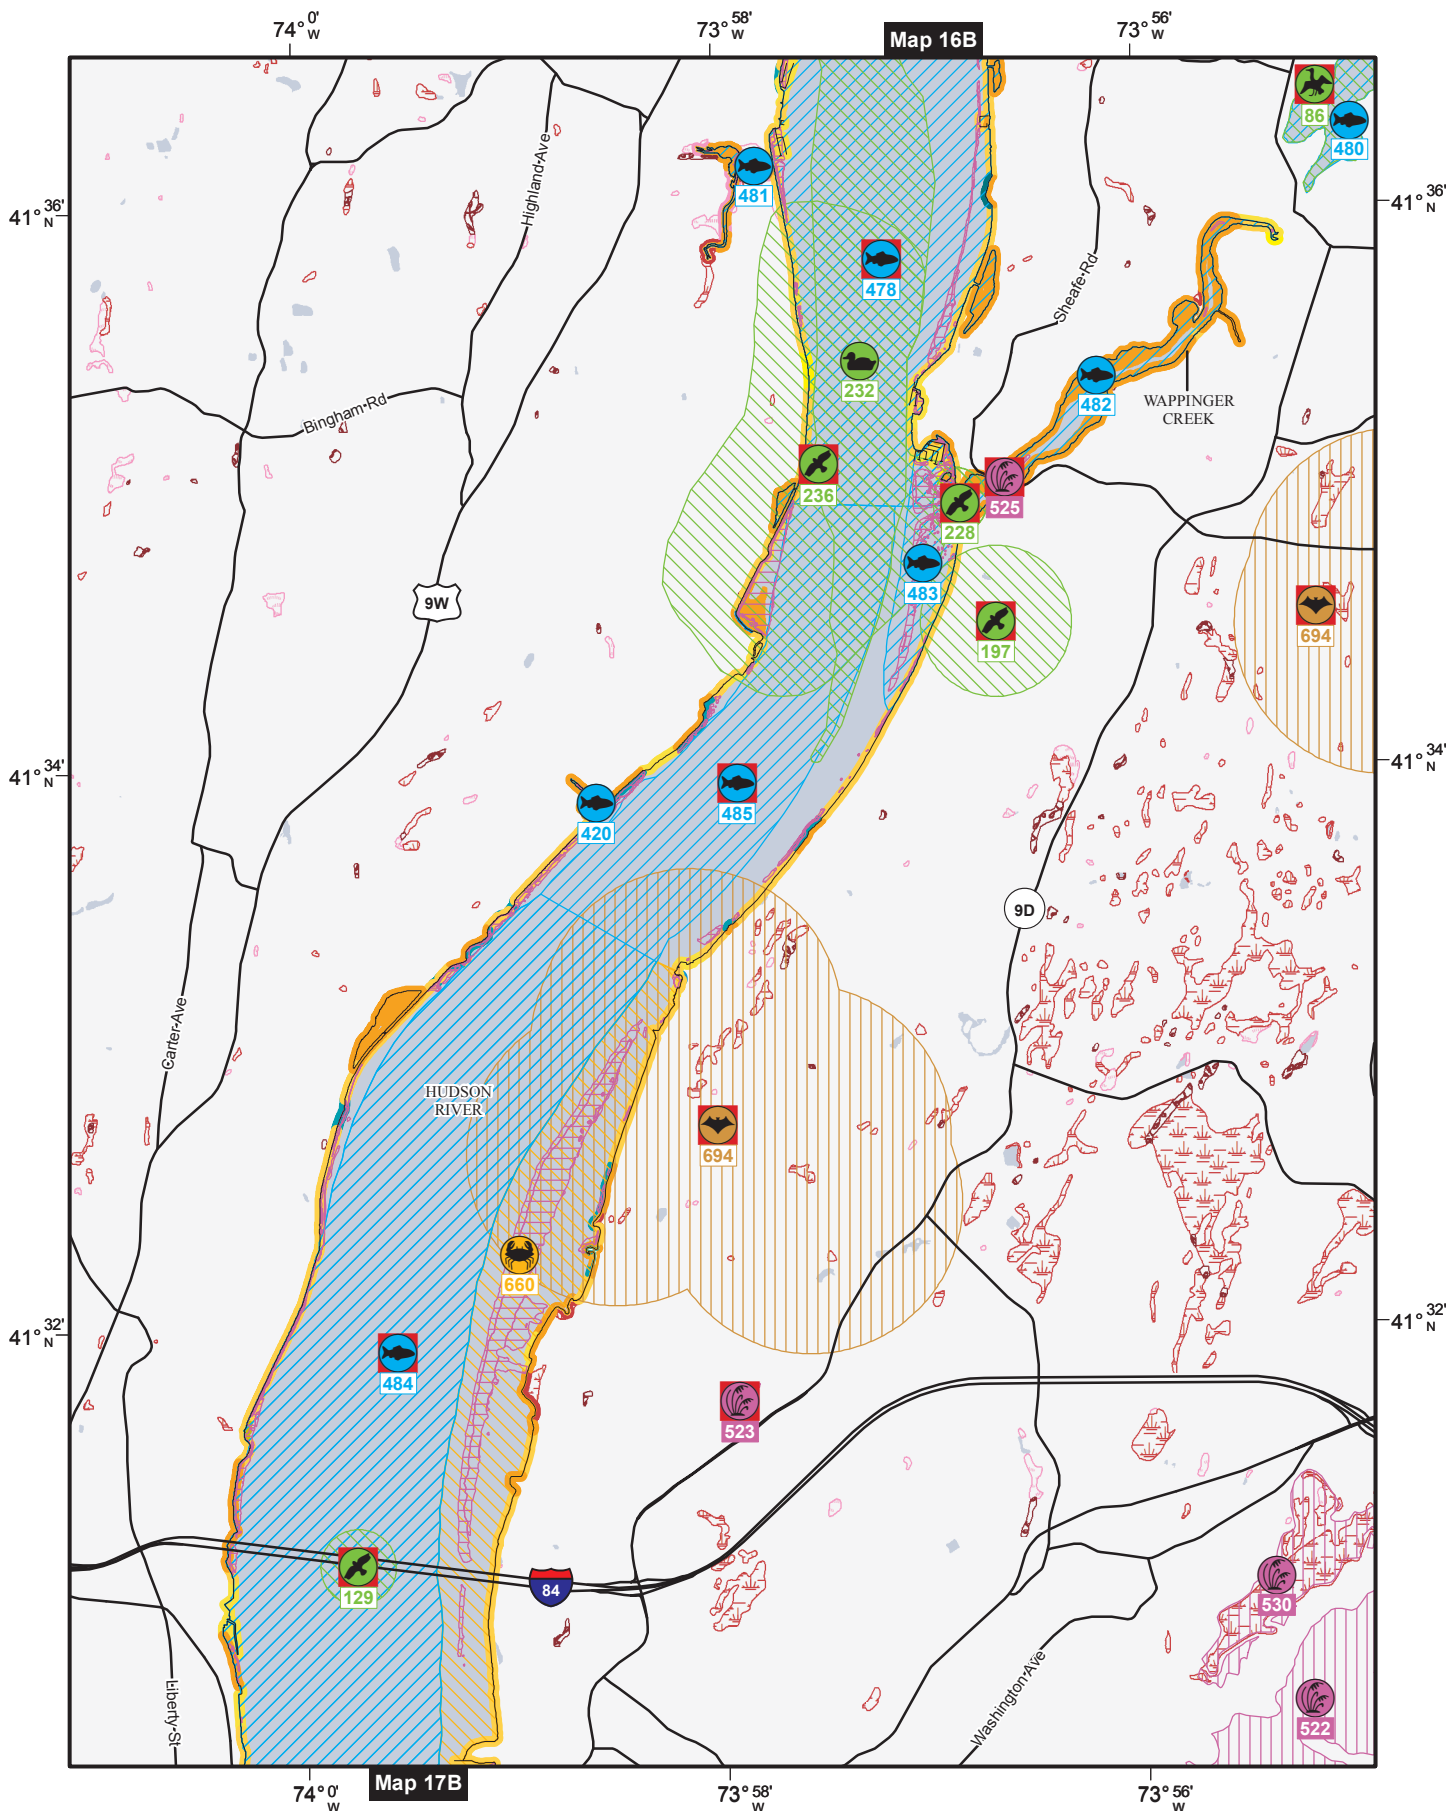 74° 0' W
73° 58' W
Map 16B
73° 56' W
86
480
481
41° 36' N
41° 36' N
Highland Ave
478
Sheafe Rd
232
482
WAPPINGER
CREEK
Bingham Rd
236
525
228
483
9W
197
694
41° 34' N
41° 34' N
420
485
9D
Carter Ave
HUDSON
RIVER
694
660
41° 32' N
41° 32' N
484
523
84
129
530
Liberty St
Washington Ave
522
74° 0' W
Map 17B
73° 58' W
73° 56' W